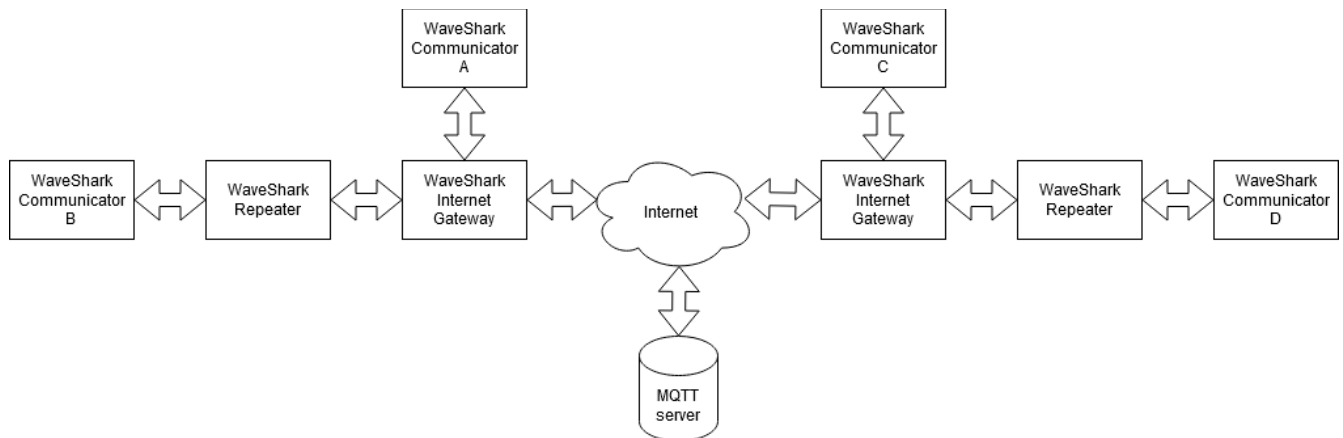 WaveShark
Communicator
A
WaveShark
Communicator
C
WaveShark
Communicator
B
WaveShark
Repeater
WaveShark
Internet
Gateway
Internet
WaveShark
Internet
Gateway
WaveShark
Repeater
WaveShark
Communicator
D
MQTT
server